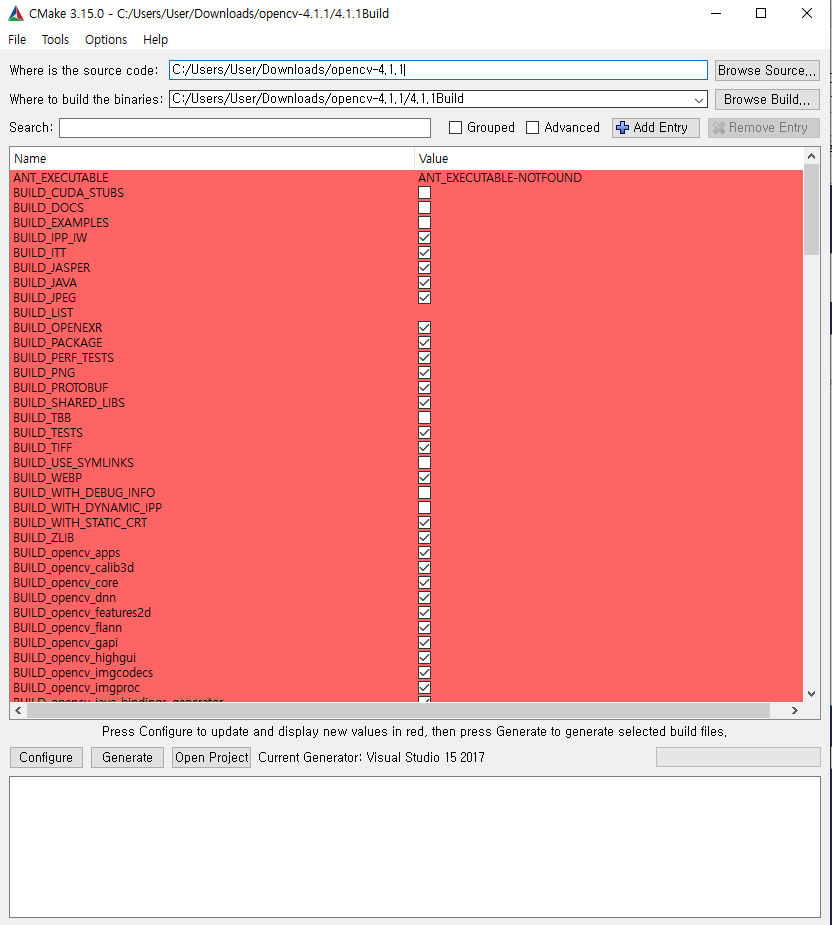 CMake 3.15.0 - C:/Users/User/Downloads/opencv-4.1.1/4.1.1Build
File Tools Options Help
Where is the source code: C:/Users/User/Downloads/opencv-4.1.1 Browse Source...
Where to build the binaries: C:/Users/User/Downloads/opencv-4.1.1/4.1.1Build Browse Build...
Search: Grouped Advanced Add Entry Remove Entry
Name Value
ANT_EXECUTABLE ANT_EXECUTABLE-NOTFOUND
BUILD_CUDA_STUBS
BUILD_DOCS
BUILD_EXAMPLES
BUILD_IPP_IW
BUILD_ITT
BUILD_JASPER
BUILD_JAVA
BUILD_JPEG
BUILD_LIST
BUILD_OPENEXR
BUILD_PACKAGE
BUILD_PERF_TESTS
BUILD_PNG
BUILD_PROTOBUF
BUILD_SHARED_LIBS
BUILD_TBB
BUILD_TESTS
BUILD_TIFF
BUILD_USE_SYMLINKS
BUILD_WEBP
BUILD_WITH_DEBUG_INFO
BUILD_WITH_DYNAMIC_IPP
BUILD_WITH_STATIC_CRT
BUILD_ZLIB
BUILD_opencv_apps
BUILD_opencv_calib3d
BUILD_opencv_core
BUILD_opencv_dnn
BUILD_opencv_features2d
BUILD_opencv_flann
BUILD_opencv_gapi
BUILD_opencv_highgui
BUILD_opencv_imgcodecs
BUILD_opencv_imgproc
BUILD_opencv_java_bindings_generator
Press Configure to update and display new values in red, then press Generate to generate selected build files.
Configure Generate Open Project Current Generator: Visual Studio 15 2017